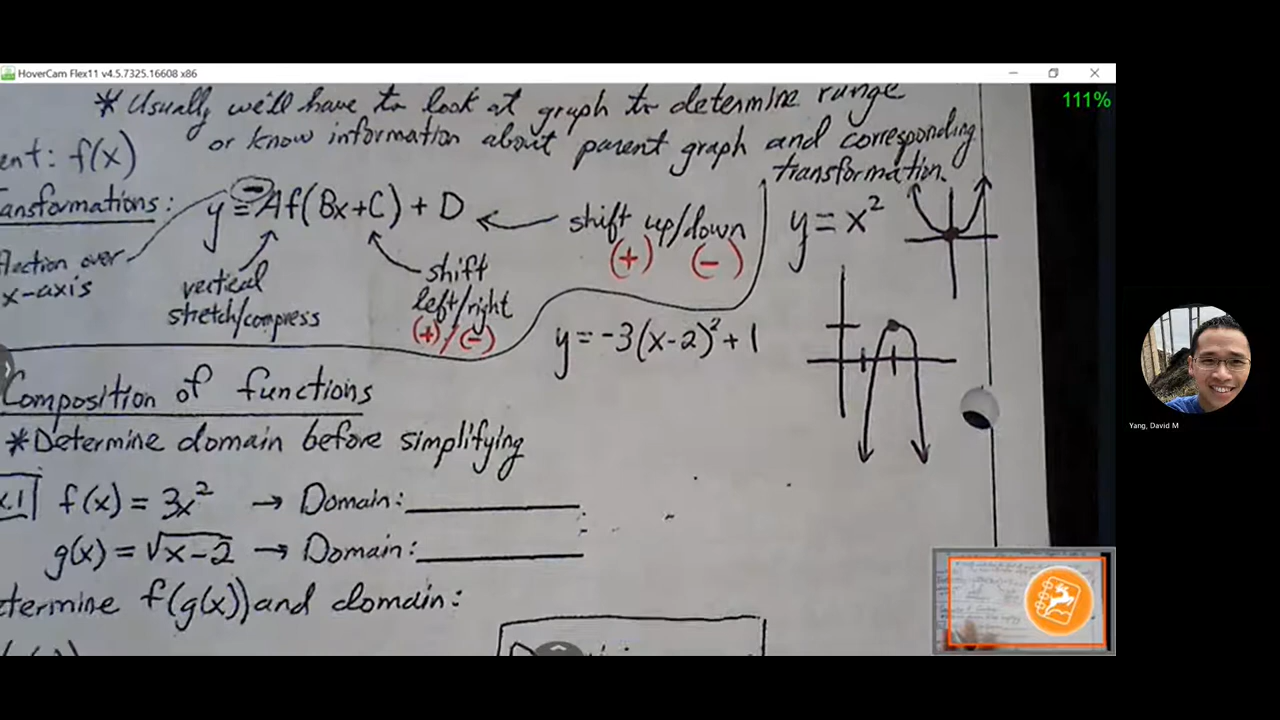 HoverCam Flex11 v4.5.7325.16608 x86
111%
* Usually we'll have to look at graph to determine range
or know information about parent graph and corresponding
transformation.
ent: f(x)
ansformations:
y = -Af(Bx+C) + D
shift up/down
(+) (-)
y = x²
flection over
x-axis
vertical
stretch/compress
shift
left/right
(+)/(-)
y = -3(x-2)² + 1
Composition of functions
* Determine domain before simplifying
x.1 f(x) = 3x² → Domain:
g(x) = √x-2 → Domain:
etermine f(g(x)) and domain:
Yang, David M